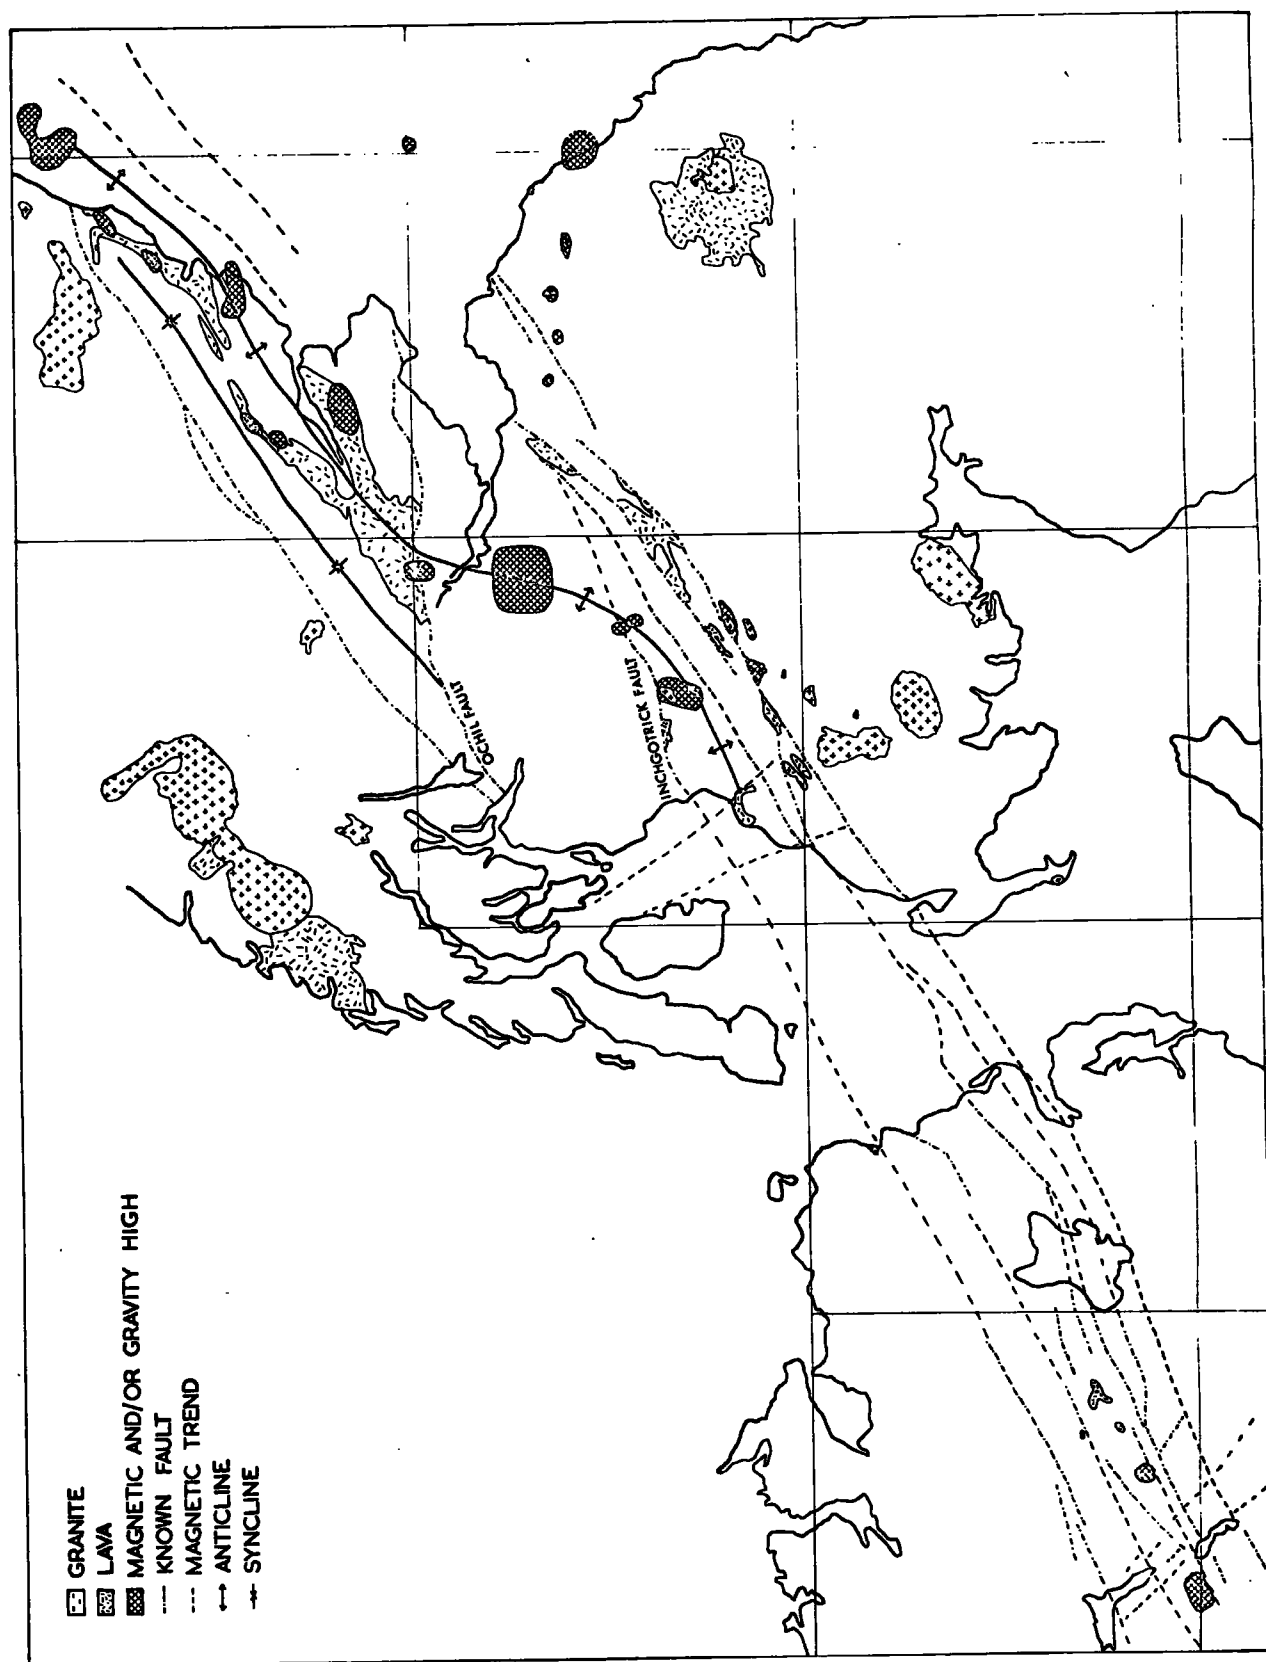 GRANITE
LAVA
MAGNETIC AND/OR GRAVITY HIGH
KNOWN FAULT
MAGNETIC TREND
ANTICLINE
SYNCLINE
OCHIL FAULT
INCHGOTRICK FAULT